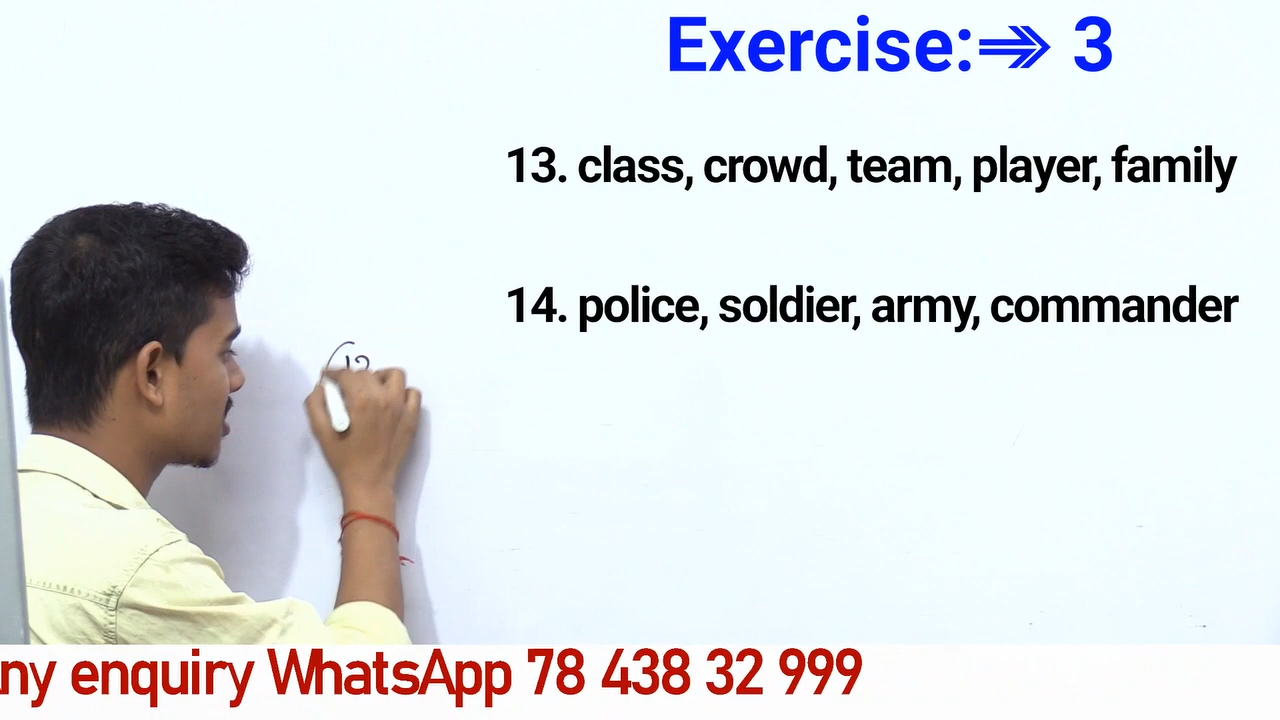 Exercise:⇒ 3
13. class, crowd, team, player, family
14. police, soldier, army, commander
(13
ny enquiry WhatsApp 78 438 32 999